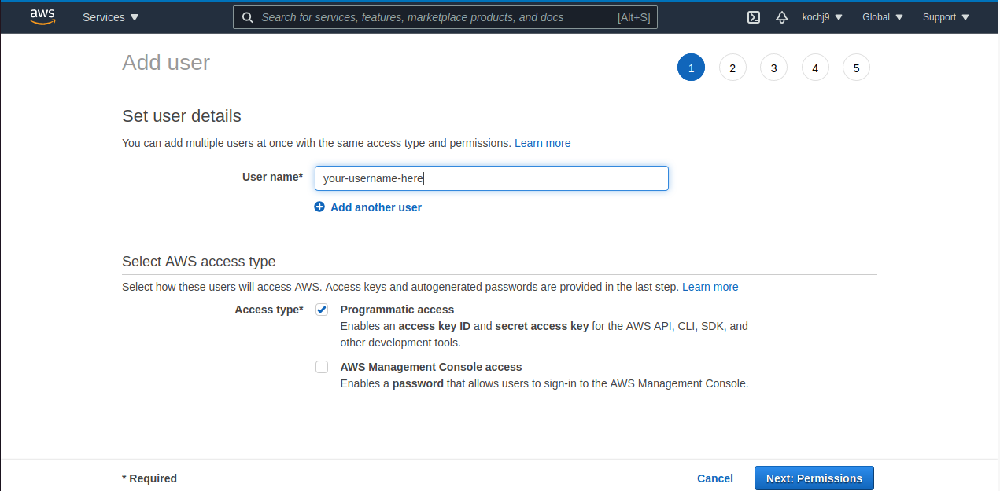 aws Services Search for services, features, marketplace products, and docs [Alt+S] kochj9 Global Support
Add user 1 2 3 4 5
Set user details
You can add multiple users at once with the same access type and permissions. Learn more
User name* your-username-here
Add another user
Select AWS access type
Select how these users will access AWS. Access keys and autogenerated passwords are provided in the last step. Learn more
Access type* Programmatic access
Enables an access key ID and secret access key for the AWS API, CLI, SDK, and
other development tools.
AWS Management Console access
Enables a password that allows users to sign-in to the AWS Management Console.
* Required Cancel Next: Permissions